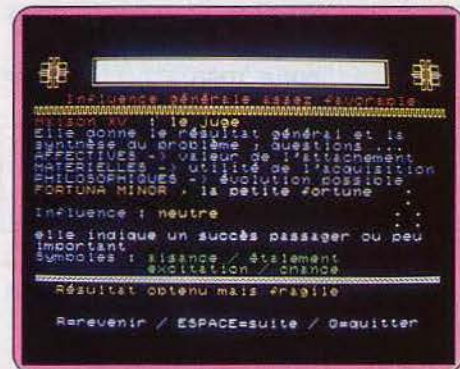 Influence générale assez favorable
MAISON XV : le juge
Elle donne le résultat général et la
synthèse du problème ; questions ...
AFFECTIVES -> valeur de l'attachement
MATERIELLES -> utilité de l'acquisition
PHILOSOPHIQUES -> évolution possible
FORTUNA MINOR , la petite fortune
Influence : neutre
elle indique un succès passager ou peu
important
Symboles : aisance / étalement
excitation / chance
Résultat obtenu mais fragile
R=revenir / ESPACE=suite / Q=quitter